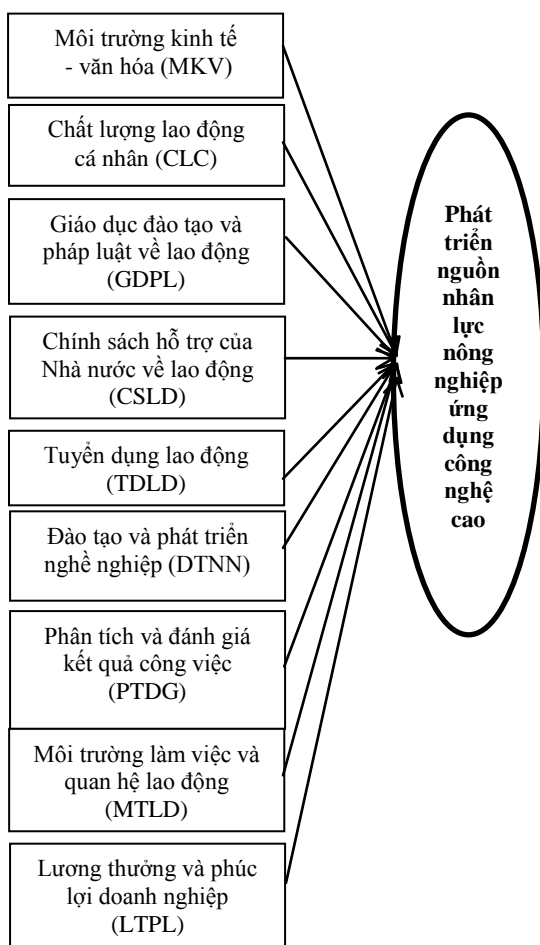 Môi trường kinh tế
- văn hóa (MKV)
Chất lượng lao động
cá nhân (CLC)
Giáo dục đào tạo và
pháp luật về lao động
(GDPL)
Chính sách hỗ trợ của
Nhà nước về lao động
(CSLD)
Tuyển dụng lao động
(TDLD)
Đào tạo và phát triển
nghề nghiệp (DTNN)
Phân tích và đánh giá
kết quả công việc
(PTDG)
Môi trường làm việc và
quan hệ lao động
(MTLD)
Lương thưởng và phúc
lợi doanh nghiệp
(LTPL)
Phát
triển
nguồn
nhân
lực
nông
nghiệp
ứng
dụng
công
nghệ
cao